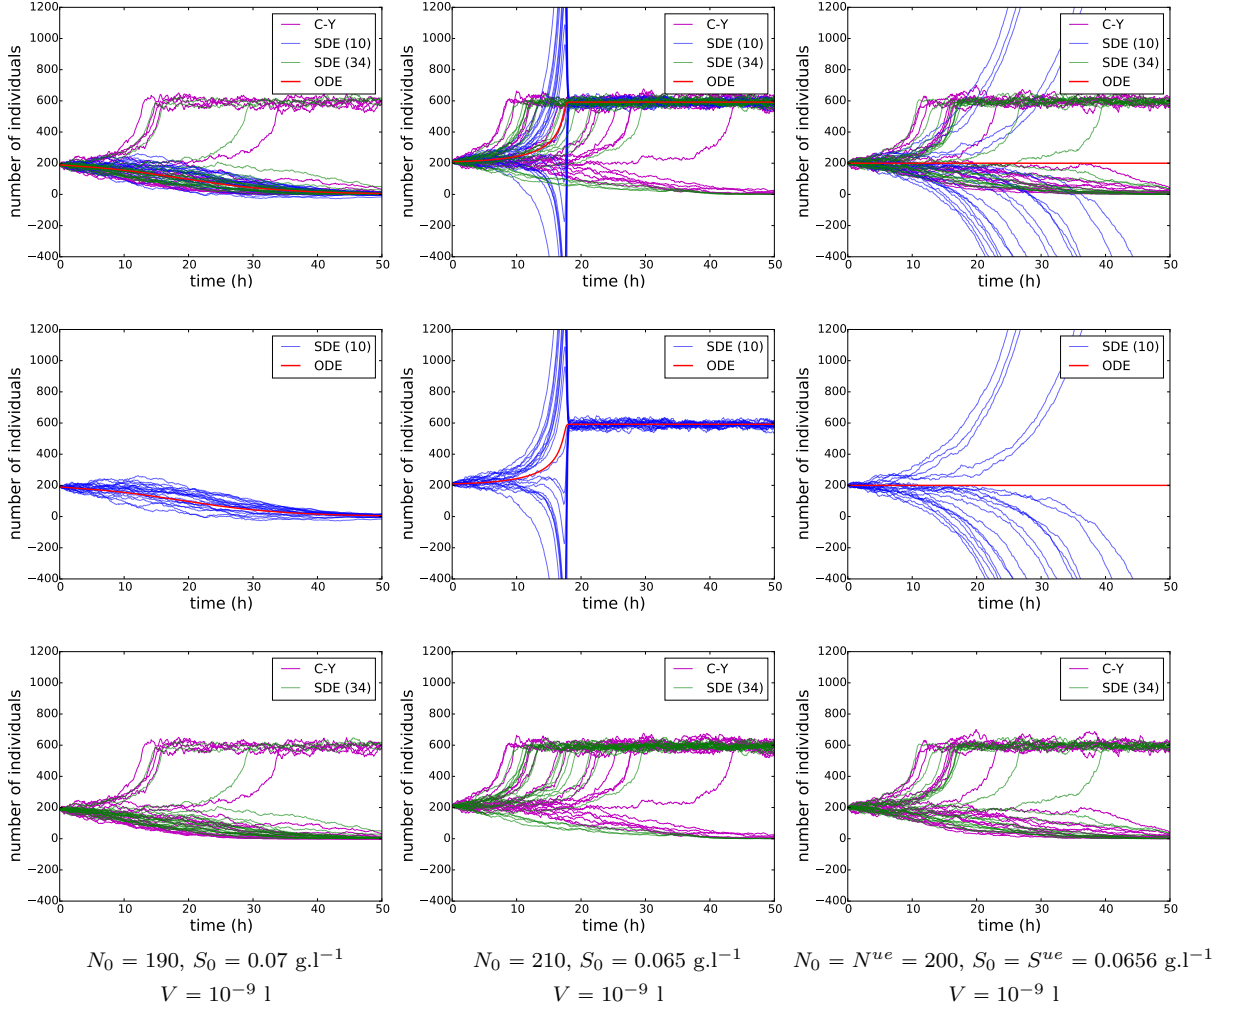 1200
1000
800
600
400
200
0
−200
−400
number of individuals
0 10 20 30 40 50
time (h)
C-Y
SDE (10)
SDE (34)
ODE
1200
1000
800
600
400
200
0
−200
−400
number of individuals
0 10 20 30 40 50
time (h)
C-Y
SDE (10)
SDE (34)
ODE
1200
1000
800
600
400
200
0
−200
−400
number of individuals
0 10 20 30 40 50
time (h)
C-Y
SDE (10)
SDE (34)
ODE
1200
1000
800
600
400
200
0
−200
−400
number of individuals
0 10 20 30 40 50
time (h)
SDE (10)
ODE
1200
1000
800
600
400
200
0
−200
−400
number of individuals
0 10 20 30 40 50
time (h)
SDE (10)
ODE
1200
1000
800
600
400
200
0
−200
−400
number of individuals
0 10 20 30 40 50
time (h)
SDE (10)
ODE
1200
1000
800
600
400
200
0
−200
−400
number of individuals
0 10 20 30 40 50
time (h)
C-Y
SDE (34)
1200
1000
800
600
400
200
0
−200
−400
number of individuals
0 10 20 30 40 50
time (h)
C-Y
SDE (34)
1200
1000
800
600
400
200
0
−200
−400
number of individuals
0 10 20 30 40 50
time (h)
C-Y
SDE (34)
N₀ = 190, S₀ = 0.07 g.l⁻¹
V = 10⁻⁹ l
N₀ = 210, S₀ = 0.065 g.l⁻¹
V = 10⁻⁹ l
N₀ = Nᵘᵉ = 200, S₀ = Sᵘᵉ = 0.0656 g.l⁻¹
V = 10⁻⁹ l